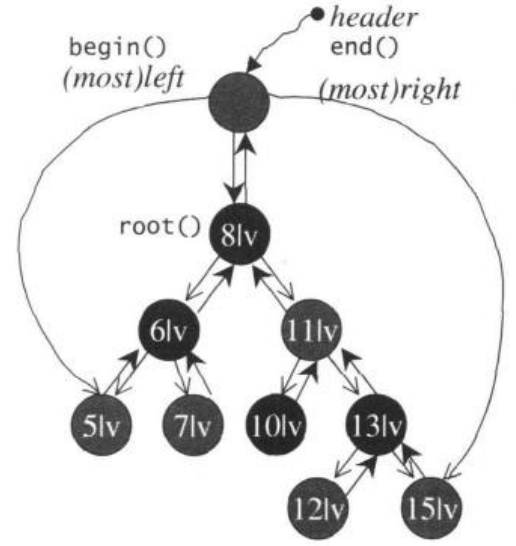 header
begin()
end()
(most)left
(most)right
root()
8|v
6|v
11|v
5|v
7|v
10|v
13|v
12|v
15|v